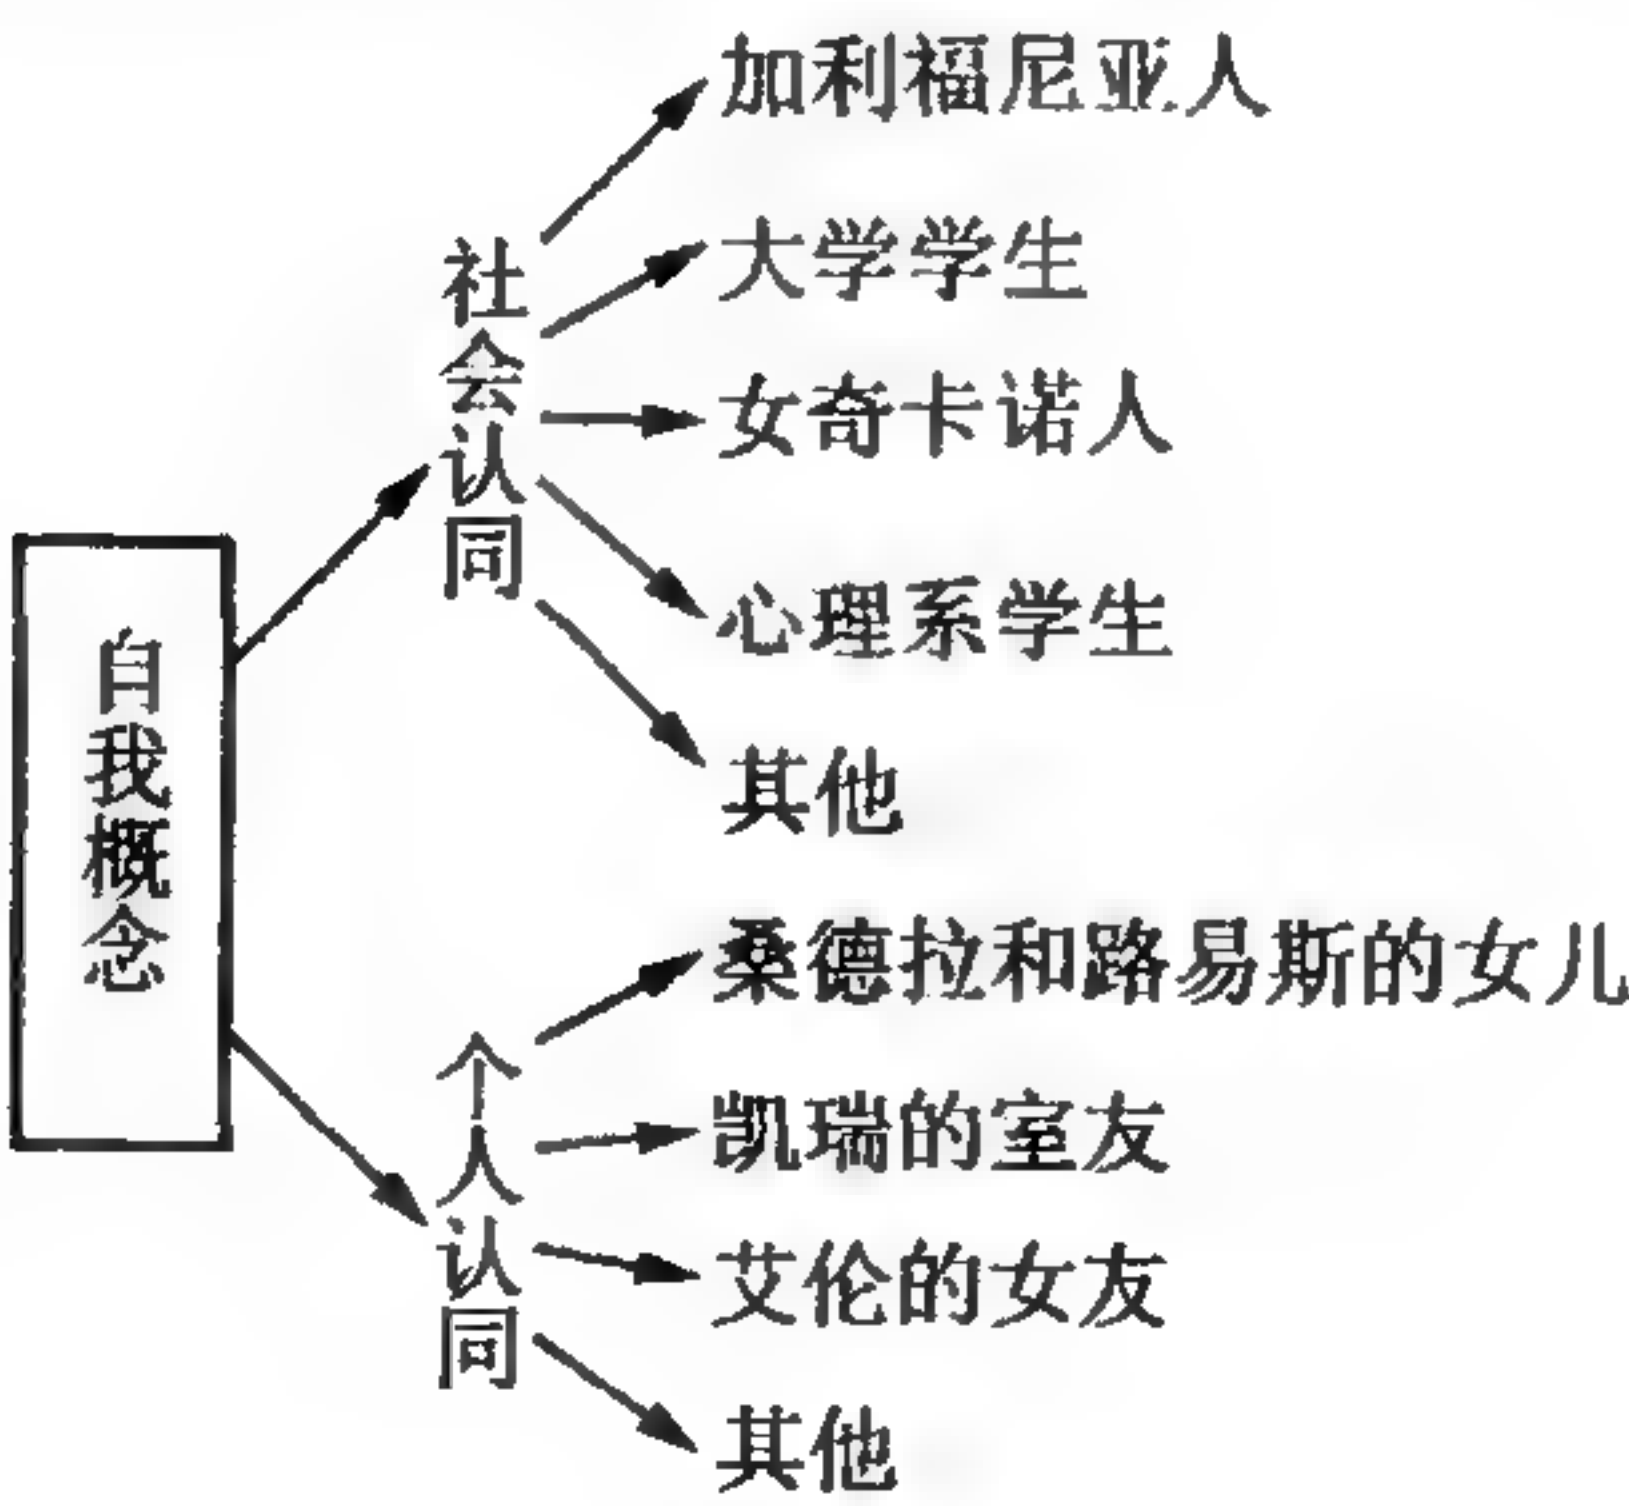 自我概念
社会认同
加利福尼亚人
大学学生
女奇卡诺人
心理系学生
其他
个人认同
桑德拉和路易斯的女儿
凯瑞的室友
艾伦的女友
其他